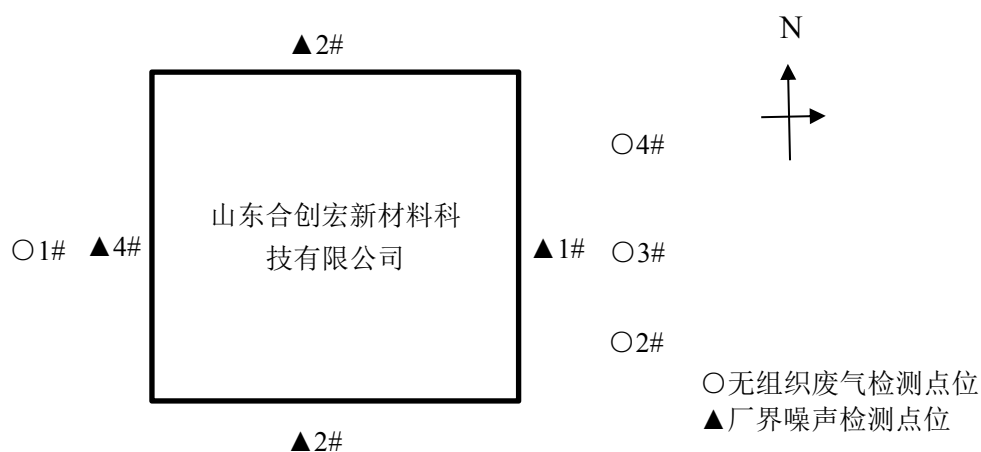 ▲2#
N
○4#
山东合创宏新材料科
技有限公司
○1#
▲4#
▲1#
○3#
○2#
○无组织废气检测点位
▲厂界噪声检测点位
▲2#